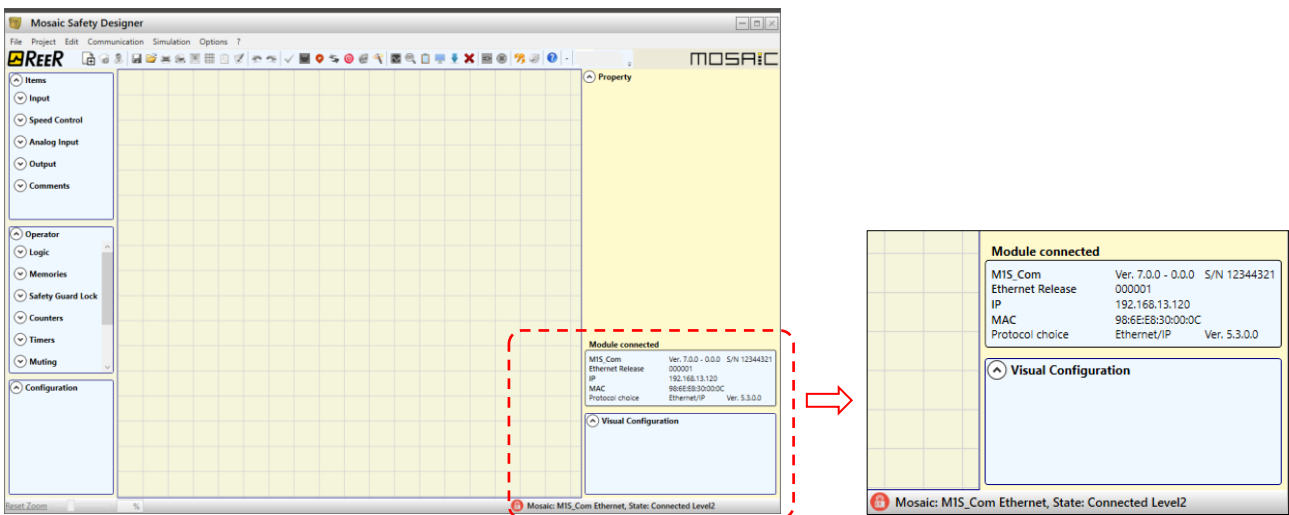 Mosaic Safety Designer
File Project Edit Communication Simulation Options ?
REER
MOSAiC
Items
Input
Speed Control
Analog Input
Output
Comments
Operator
Logic
Memories
Safety Guard Lock
Counters
Timers
Muting
Configuration
Property
Module connected
M1S_Com Ver. 7.0.0 - 0.0.0 S/N 12344321
Ethernet Release 000001
IP 192.168.13.120
MAC 98:6E:E8:30:00:0C
Protocol choice Ethernet/IP Ver. 5.3.0.0
Visual Configuration
Reset Zoom %
Mosaic: M1S_Com Ethernet, State: Connected Level2
Module connected
M1S_Com Ver. 7.0.0 - 0.0.0 S/N 12344321
Ethernet Release 000001
IP 192.168.13.120
MAC 98:6E:E8:30:00:0C
Protocol choice Ethernet/IP Ver. 5.3.0.0
Visual Configuration
Mosaic: M1S_Com Ethernet, State: Connected Level2